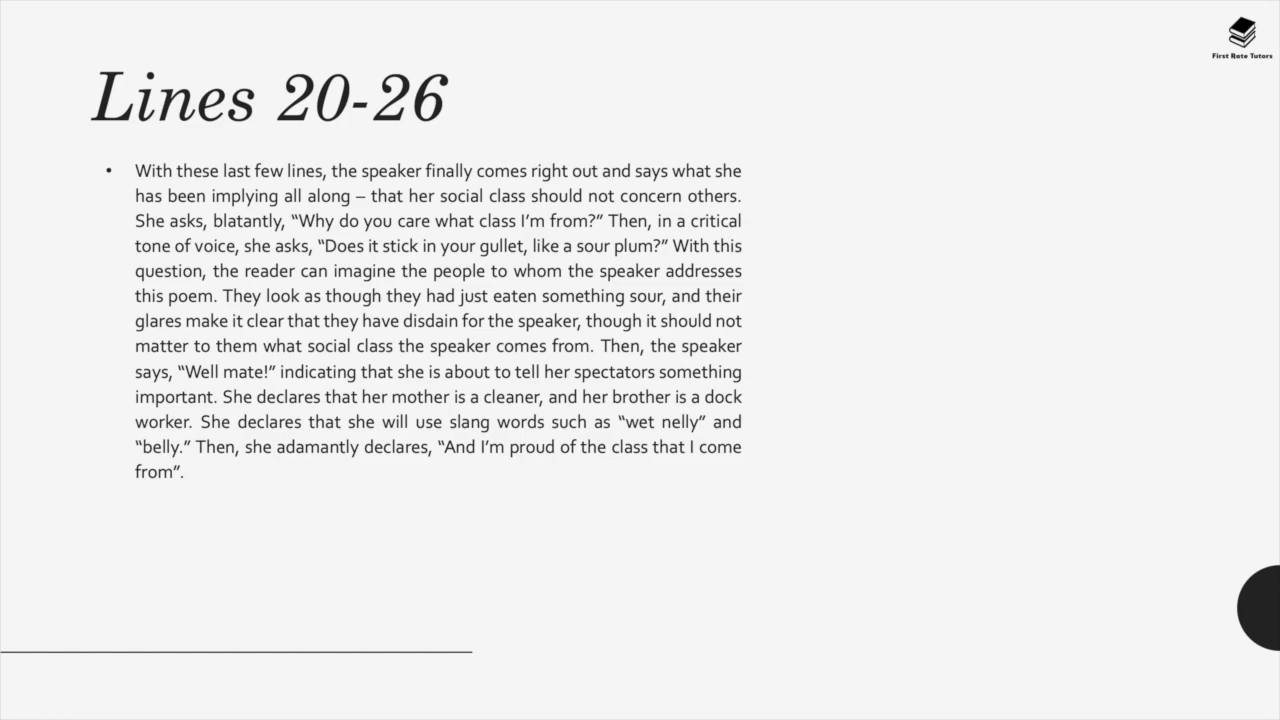 First Rate Tutors
Lines 20-26
• With these last few lines, the speaker finally comes right out and says what she
has been implying all along – that her social class should not concern others.
She asks, blatantly, “Why do you care what class I’m from?” Then, in a critical
tone of voice, she asks, “Does it stick in your gullet, like a sour plum?” With this
question, the reader can imagine the people to whom the speaker addresses
this poem. They look as though they had just eaten something sour, and their
glares make it clear that they have disdain for the speaker, though it should not
matter to them what social class the speaker comes from. Then, the speaker
says, “Well mate!” indicating that she is about to tell her spectators something
important. She declares that her mother is a cleaner, and her brother is a dock
worker. She declares that she will use slang words such as “wet nelly” and
“belly.” Then, she adamantly declares, “And I’m proud of the class that I come
from”.